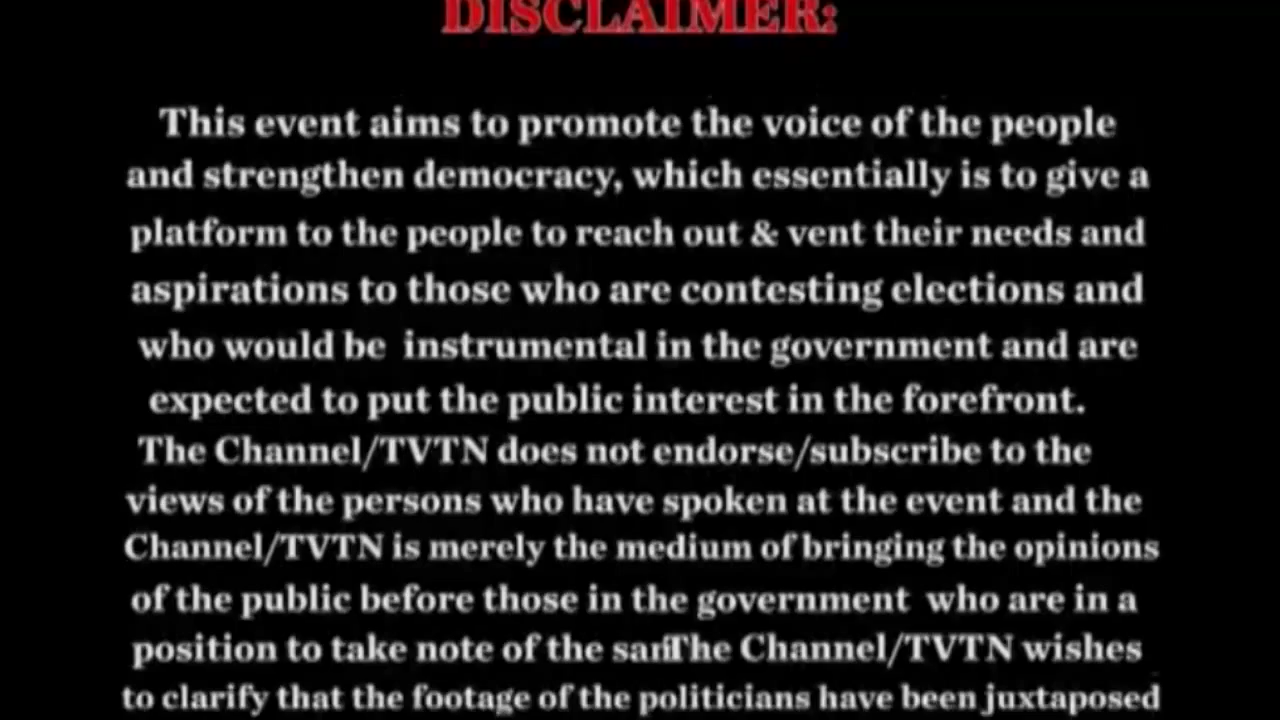 DISCLAIMER:
This event aims to promote the voice of the people
and strengthen democracy, which essentially is to give a
platform to the people to reach out & vent their needs and
aspirations to those who are contesting elections and
who would be instrumental in the government and are
expected to put the public interest in the forefront.
The Channel/TVTN does not endorse/subscribe to the
views of the persons who have spoken at the event and the
Channel/TVTN is merely the medium of bringing the opinions
of the public before those in the government who are in a
position to take note of the The Channel/TVTN wishes
to clarify that the footage of the politicians have been juxtaposed